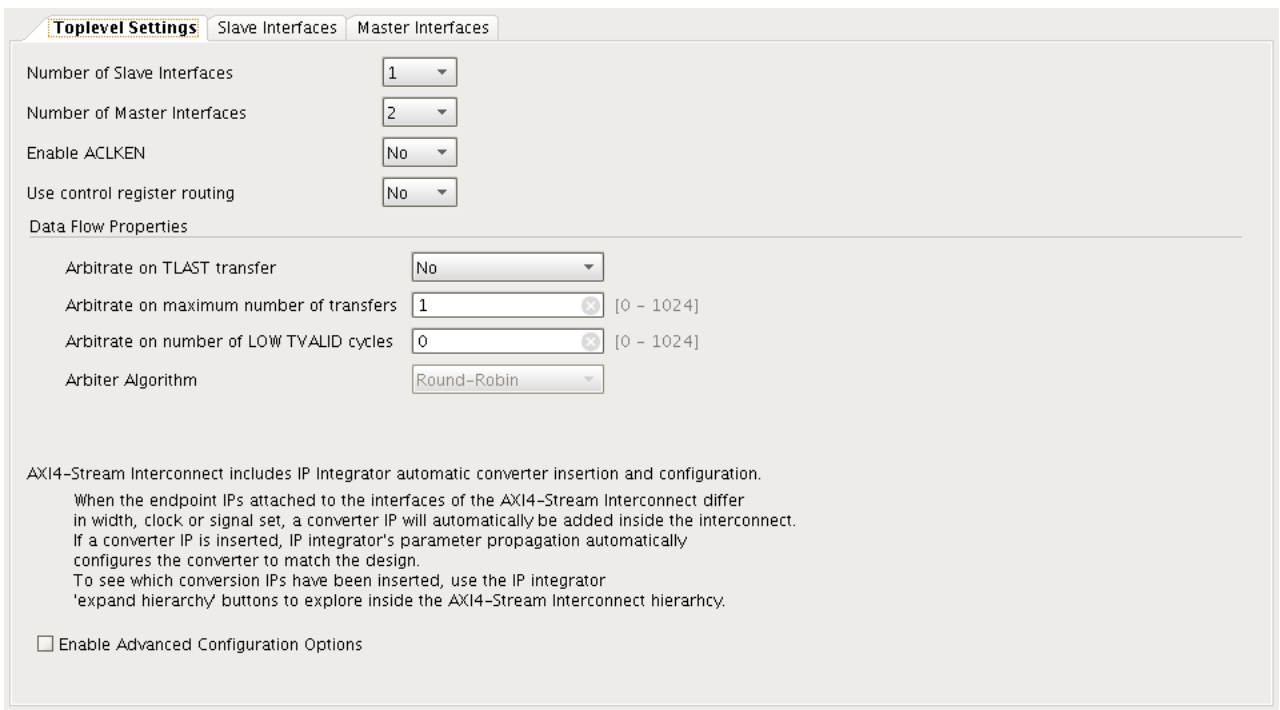 Toplevel Settings Slave Interfaces Master Interfaces
Number of Slave Interfaces 1
Number of Master Interfaces 2
Enable ACLKEN No
Use control register routing No
Data Flow Properties
Arbitrate on TLAST transfer No
Arbitrate on maximum number of transfers 1 [0 - 1024]
Arbitrate on number of LOW TVALID cycles 0 [0 - 1024]
Arbiter Algorithm Round-Robin
AXI4-Stream Interconnect includes IP Integrator automatic converter insertion and configuration.
When the endpoint IPs attached to the interfaces of the AXI4-Stream Interconnect differ
in width, clock or signal set, a converter IP will automatically be added inside the interconnect.
If a converter IP is inserted, IP integrator's parameter propagation automatically
configures the converter to match the design.
To see which conversion IPs have been inserted, use the IP integrator
'expand hierarchy' buttons to explore inside the AXI4-Stream Interconnect hierarhcy.
Enable Advanced Configuration Options